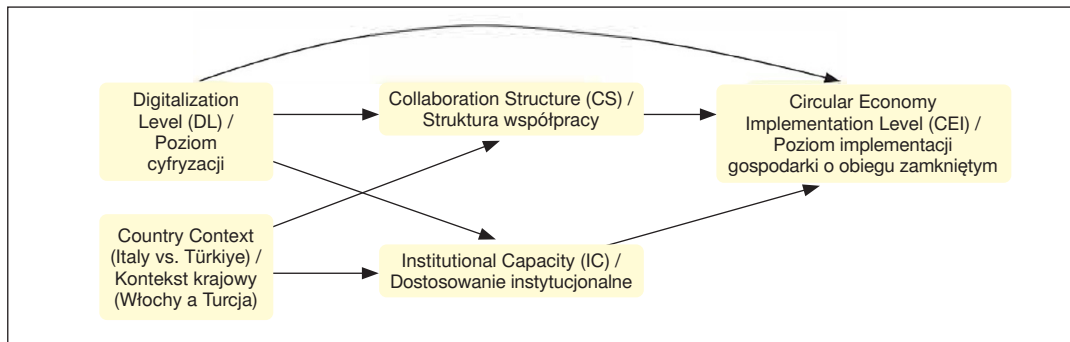 Digitalization
Level (DL) /
Poziom
cyfryzacji
Collaboration Structure (CS) /
Struktura współpracy
Circular Economy
Implementation Level (CEI) /
Poziom implementacji
gospodarki o obiegu zamkniętym
Country Context
(Italy vs. Türkiye) /
Kontekst krajowy
(Włochy a Turcja)
Institutional Capacity (IC) /
Dostosowanie instytucjonalne